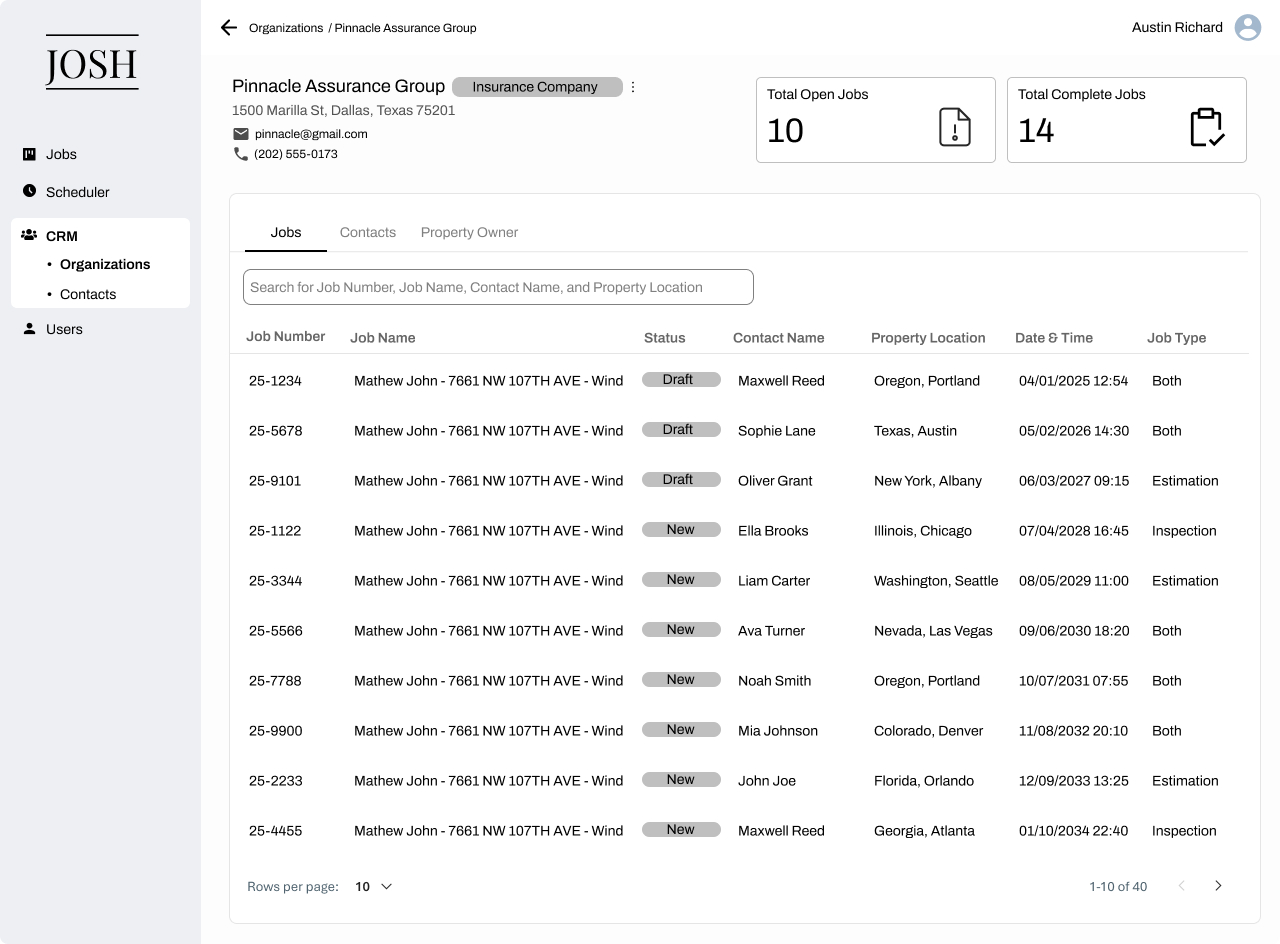 JOSH
Jobs
Scheduler
CRM
• Organizations
• Contacts
Users
Organizations / Pinnacle Assurance Group
Austin Richard
Pinnacle Assurance Group Insurance Company
1500 Marilla St, Dallas, Texas 75201
pinnacle@gmail.com
(202) 555-0173
Total Open Jobs
10
Total Complete Jobs
14
Jobs Contacts Property Owner
Search for Job Number, Job Name, Contact Name, and Property Location
Job Number Job Name Status Contact Name Property Location Date & Time Job Type
25-1234 Mathew John - 7661 NW 107TH AVE - Wind Draft Maxwell Reed Oregon, Portland 04/01/2025 12:54 Both
25-5678 Mathew John - 7661 NW 107TH AVE - Wind Draft Sophie Lane Texas, Austin 05/02/2026 14:30 Both
25-9101 Mathew John - 7661 NW 107TH AVE - Wind Draft Oliver Grant New York, Albany 06/03/2027 09:15 Estimation
25-1122 Mathew John - 7661 NW 107TH AVE - Wind New Ella Brooks Illinois, Chicago 07/04/2028 16:45 Inspection
25-3344 Mathew John - 7661 NW 107TH AVE - Wind New Liam Carter Washington, Seattle 08/05/2029 11:00 Estimation
25-5566 Mathew John - 7661 NW 107TH AVE - Wind New Ava Turner Nevada, Las Vegas 09/06/2030 18:20 Both
25-7788 Mathew John - 7661 NW 107TH AVE - Wind New Noah Smith Oregon, Portland 10/07/2031 07:55 Both
25-9900 Mathew John - 7661 NW 107TH AVE - Wind New Mia Johnson Colorado, Denver 11/08/2032 20:10 Both
25-2233 Mathew John - 7661 NW 107TH AVE - Wind New John Joe Florida, Orlando 12/09/2033 13:25 Estimation
25-4455 Mathew John - 7661 NW 107TH AVE - Wind New Maxwell Reed Georgia, Atlanta 01/10/2034 22:40 Inspection
Rows per page: 10
1-10 of 40